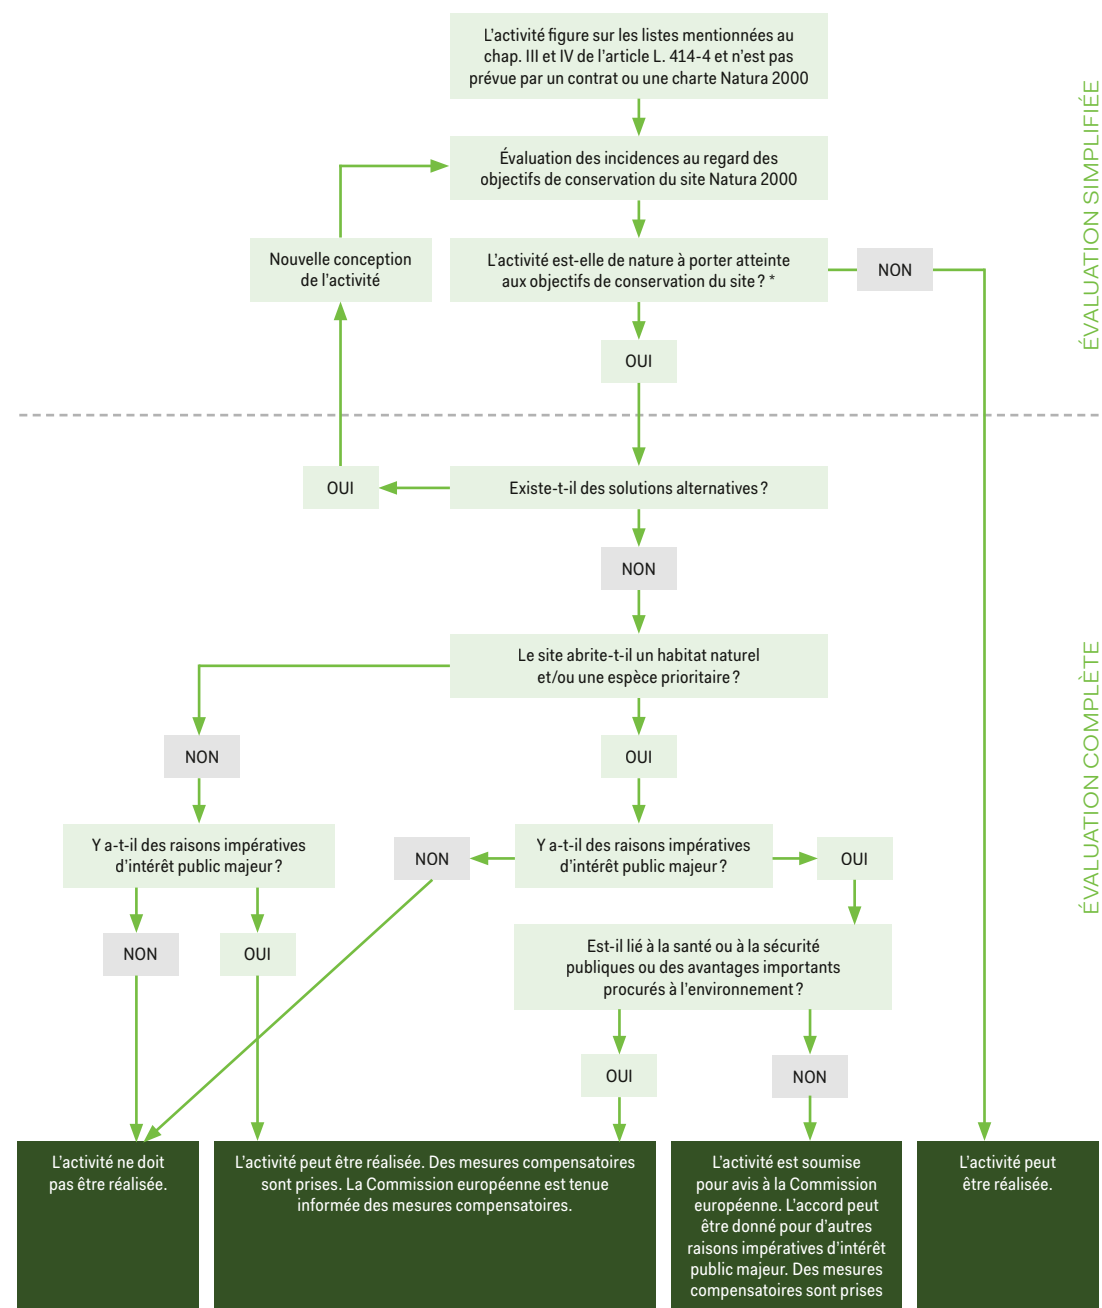 L'activité figure sur les listes mentionnées au
chap. III et IV de l'article L. 414-4 et n'est pas
prévue par un contrat ou une charte Natura 2000
Évaluation des incidences au regard des
objectifs de conservation du site Natura 2000
Nouvelle conception
de l'activité
L'activité est-elle de nature à porter atteinte
aux objectifs de conservation du site ? *
NON
OUI
ÉVALUATION SIMPLIFIÉE
OUI
Existe-t-il des solutions alternatives ?
NON
Le site abrite-t-il un habitat naturel
et/ou une espèce prioritaire ?
NON
OUI
ÉVALUATION COMPLÈTE
Y a-t-il des raisons impératives
d'intérêt public majeur ?
NON
Y a-t-il des raisons impératives
d'intérêt public majeur ?
OUI
NON
OUI
Est-il lié à la santé ou à la sécurité
publiques ou des avantages importants
procurés à l'environnement ?
OUI
NON
L'activité ne doit
pas être réalisée.
L'activité peut être réalisée. Des mesures compensatoires
sont prises. La Commission européenne est tenue
informée des mesures compensatoires.
L'activité est soumise
pour avis à la Commission
européenne. L'accord peut
être donné pour d'autres
raisons impératives d'intérêt
public majeur. Des mesures
compensatoires sont prises
L'activité peut
être réalisée.